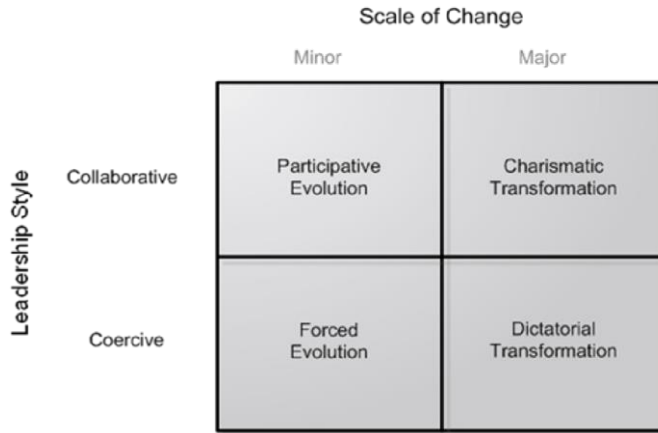 Scale of Change
Minor Major
Leadership Style
Collaborative
Participative
Evolution
Charismatic
Transformation
Coercive
Forced
Evolution
Dictatorial
Transformation